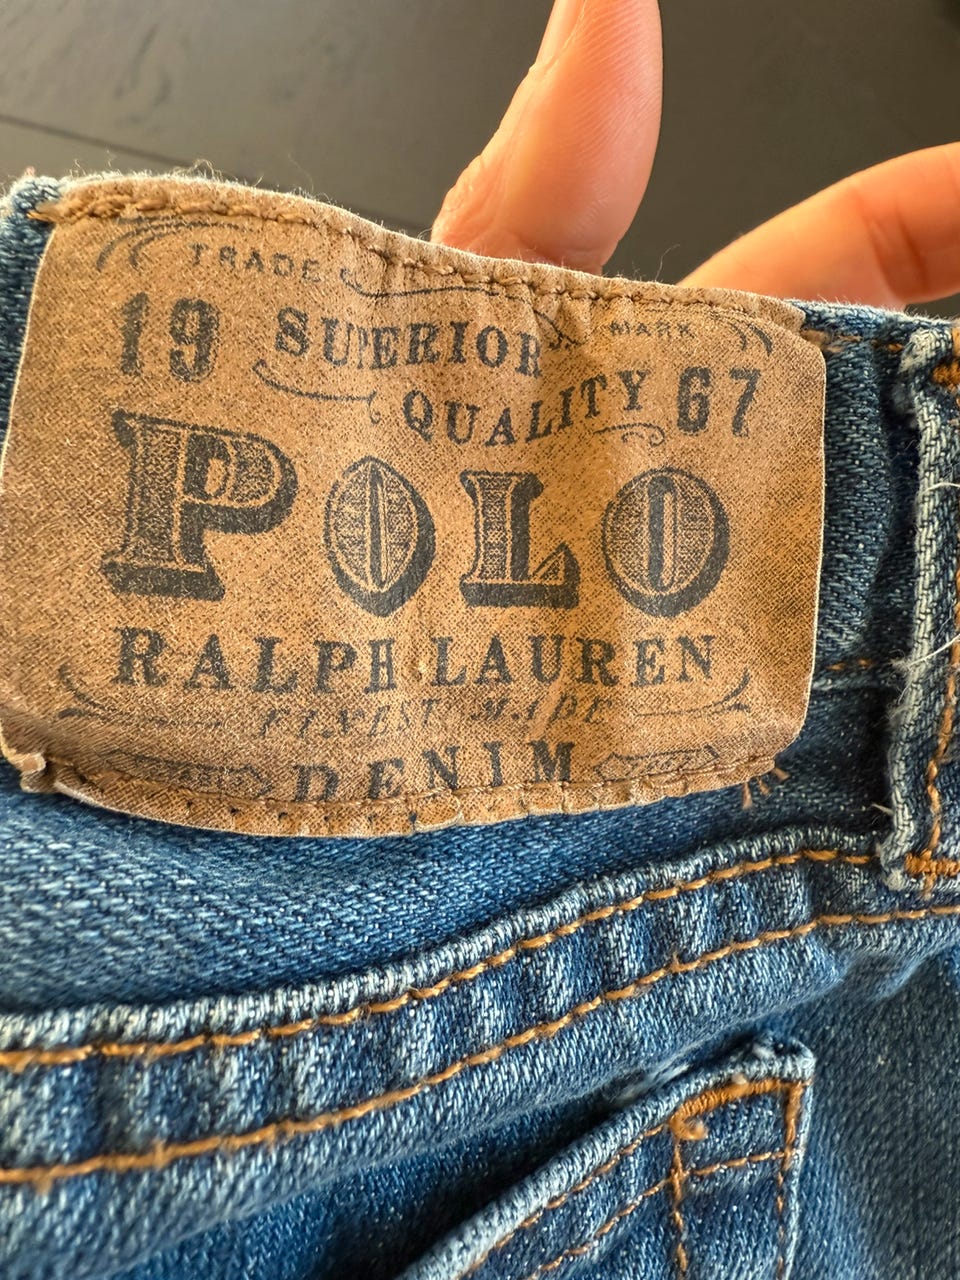 TRADE MARK
19 SUPERIOR
QUALITY 67
POLO
RALPH LAUREN
FINEST MADE
DENIM